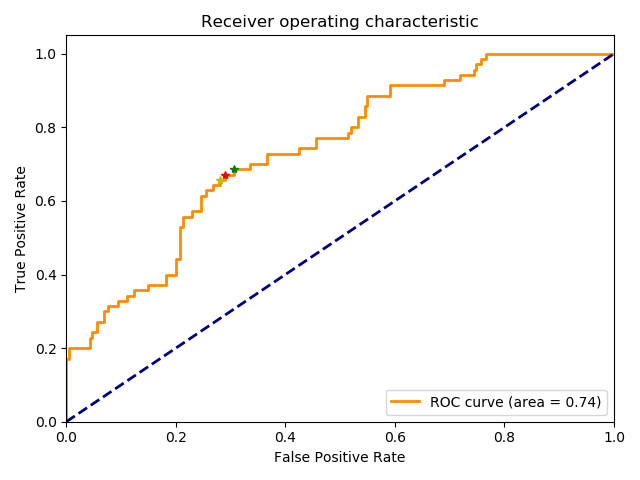 Receiver operating characteristic
1.0
0.8
0.6
0.4
0.2
0.0
True Positive Rate
ROC curve (area = 0.74)
0.0 0.2 0.4 0.6 0.8 1.0
False Positive Rate